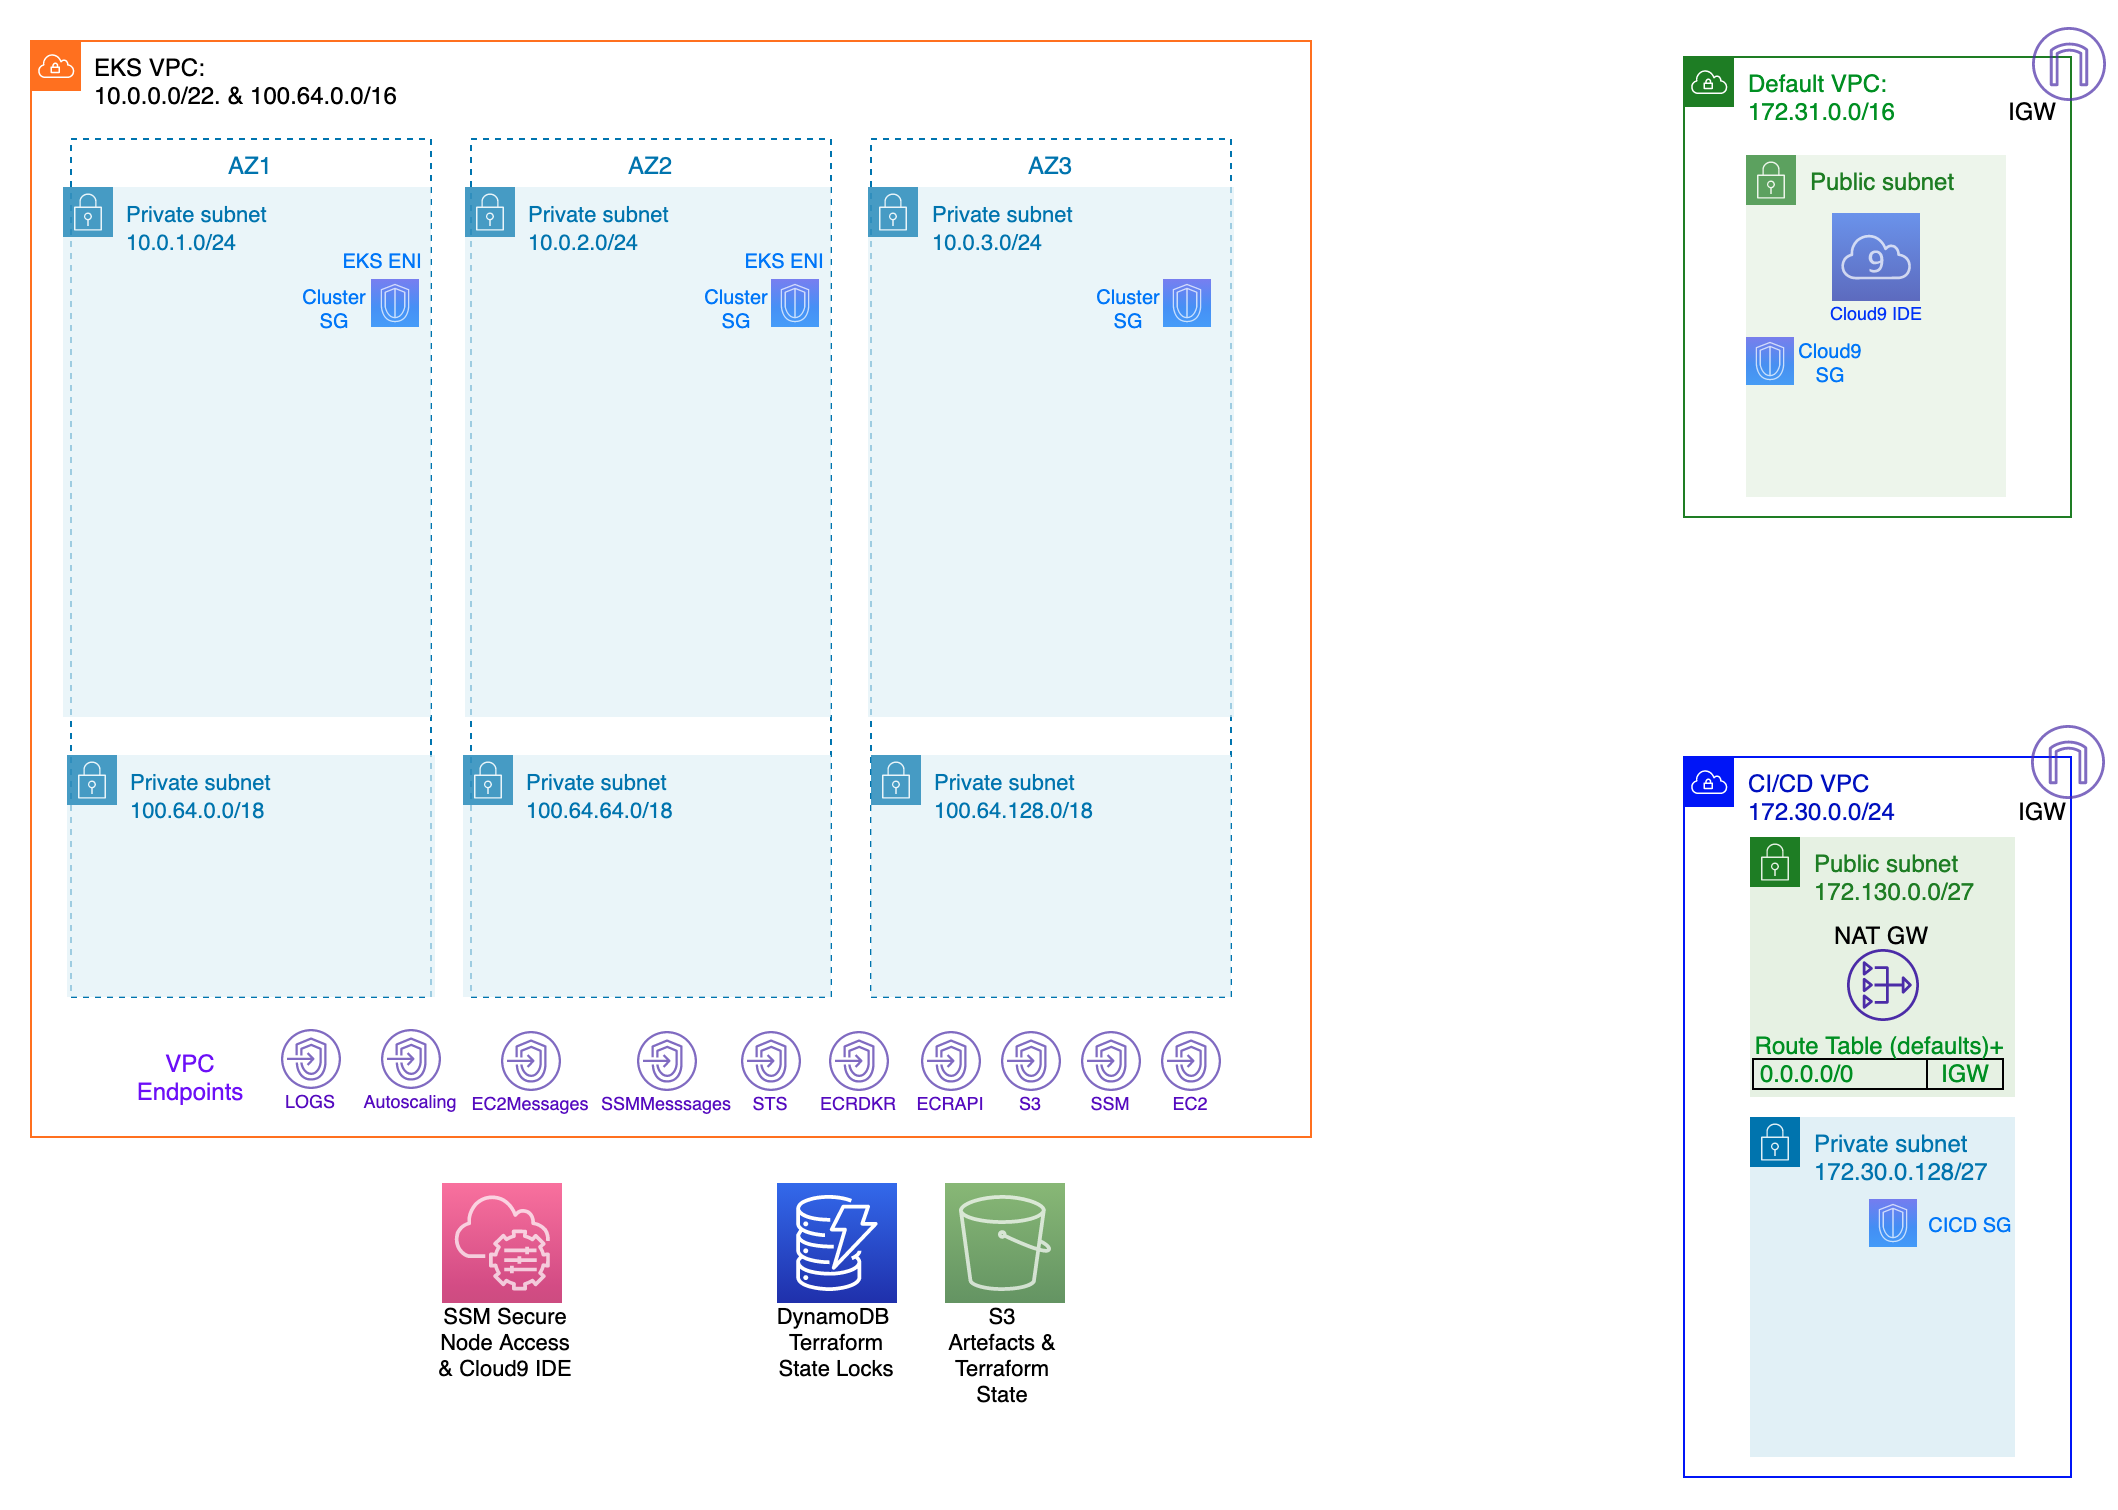 EKS VPC:
10.0.0.0/22. & 100.64.0.0/16
AZ1
Private subnet
10.0.1.0/24
EKS ENI
Cluster
SG
Private subnet
100.64.0.0/18
AZ2
Private subnet
10.0.2.0/24
EKS ENI
Cluster
SG
Private subnet
100.64.64.0/18
AZ3
Private subnet
10.0.3.0/24
Cluster
SG
Private subnet
100.64.128.0/18
VPC
Endpoints
LOGS
Autoscaling
EC2Messages
SSMMesssages
STS
ECRDKR
ECRAPI
S3
SSM
EC2
SSM Secure
Node Access
& Cloud9 IDE
DynamoDB
Terraform
State Locks
S3
Artefacts &
Terraform
State
Default VPC:
172.31.0.0/16
IGW
Public subnet
9
Cloud9 IDE
Cloud9
SG
CI/CD VPC
172.30.0.0/24
IGW
Public subnet
172.130.0.0/27
NAT GW
Route Table (defaults)+
0.0.0.0/0 IGW
Private subnet
172.30.0.128/27
CICD SG